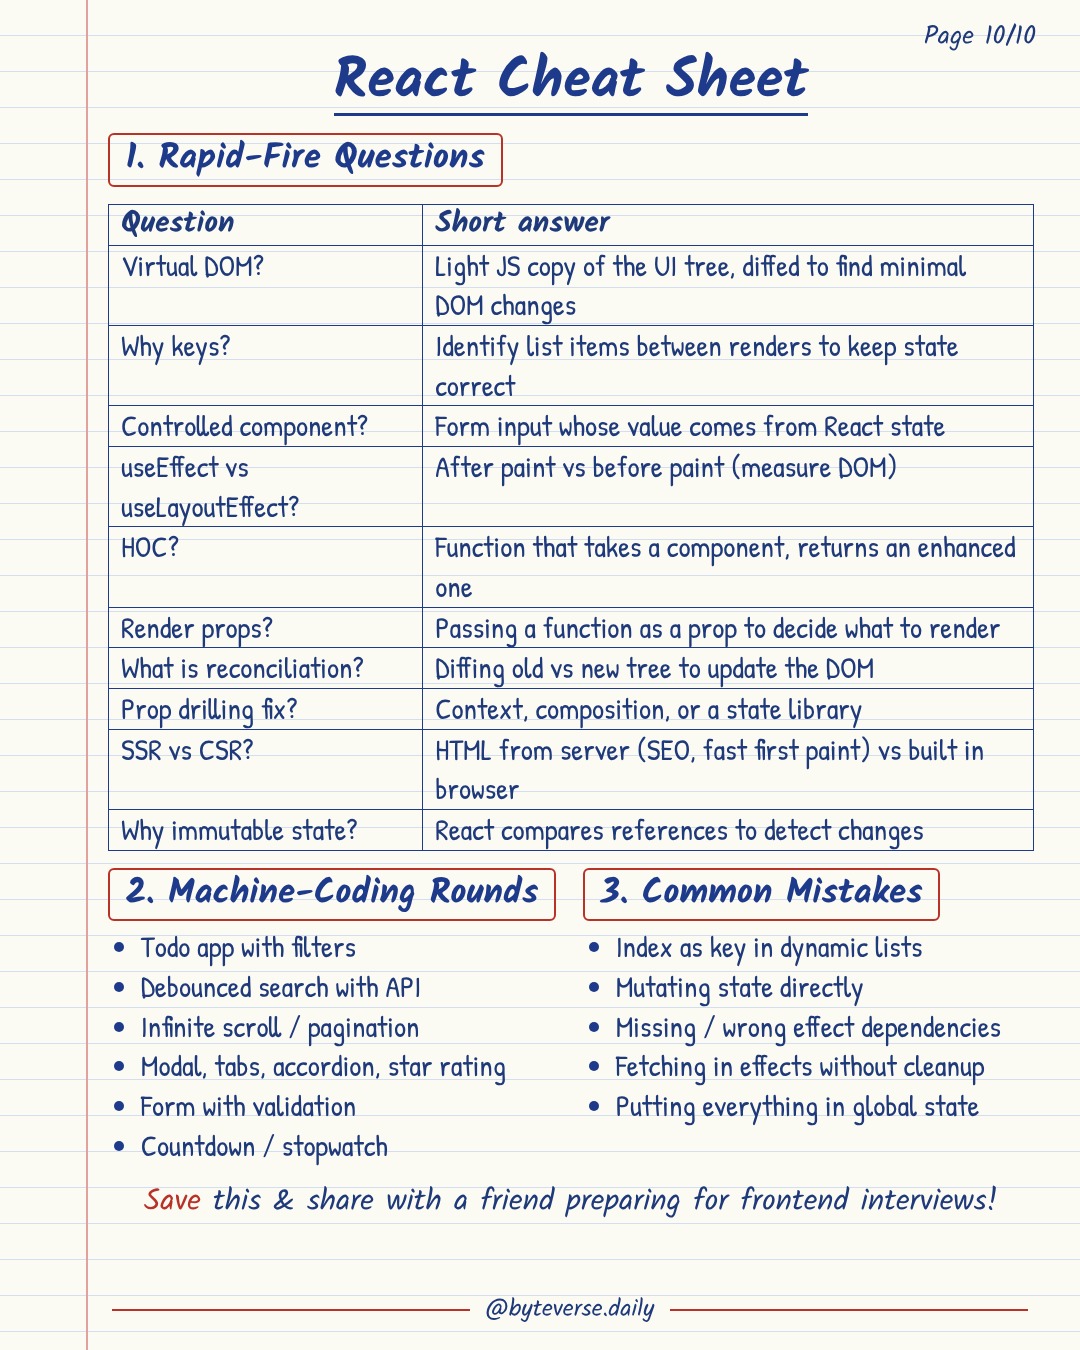 Page 10/10
React Cheat Sheet
1. Rapid-Fire Questions
Question Short answer
Virtual DOM? Light JS copy of the UI tree, diffed to find minimal
DOM changes
Why keys? Identify list items between renders to keep state
correct
Controlled component? Form input whose value comes from React state
useEffect vs After paint vs before paint (measure DOM)
useLayoutEffect?
HOC? Function that takes a component, returns an enhanced
one
Render props? Passing a function as a prop to decide what to render
What is reconciliation? Diffing old vs new tree to update the DOM
Prop drilling fix? Context, composition, or a state library
SSR vs CSR? HTML from server (SEO, fast first paint) vs built in
browser
Why immutable state? React compares references to detect changes
2. Machine-Coding Rounds
• Todo app with filters
• Debounced search with API
• Infinite scroll / pagination
• Modal, tabs, accordion, star rating
• Form with validation
• Countdown / stopwatch
3. Common Mistakes
• Index as key in dynamic lists
• Mutating state directly
• Missing / wrong effect dependencies
• Fetching in effects without cleanup
• Putting everything in global state
Save this & share with a friend preparing for frontend interviews!
@byteverse.daily